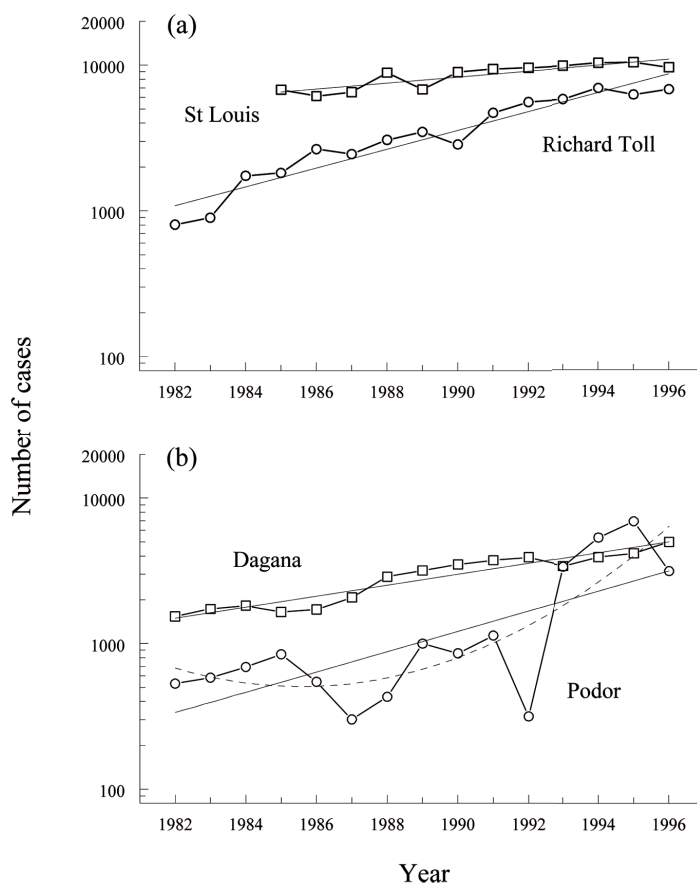 (a)
20000
10000
1000
100
St Louis
Richard Toll
1982 1984 1986 1988 1990 1992 1994 1996
Number of cases
(b)
20000
10000
1000
100
Dagana
Podor
1982 1984 1986 1988 1990 1992 1994 1996
Year